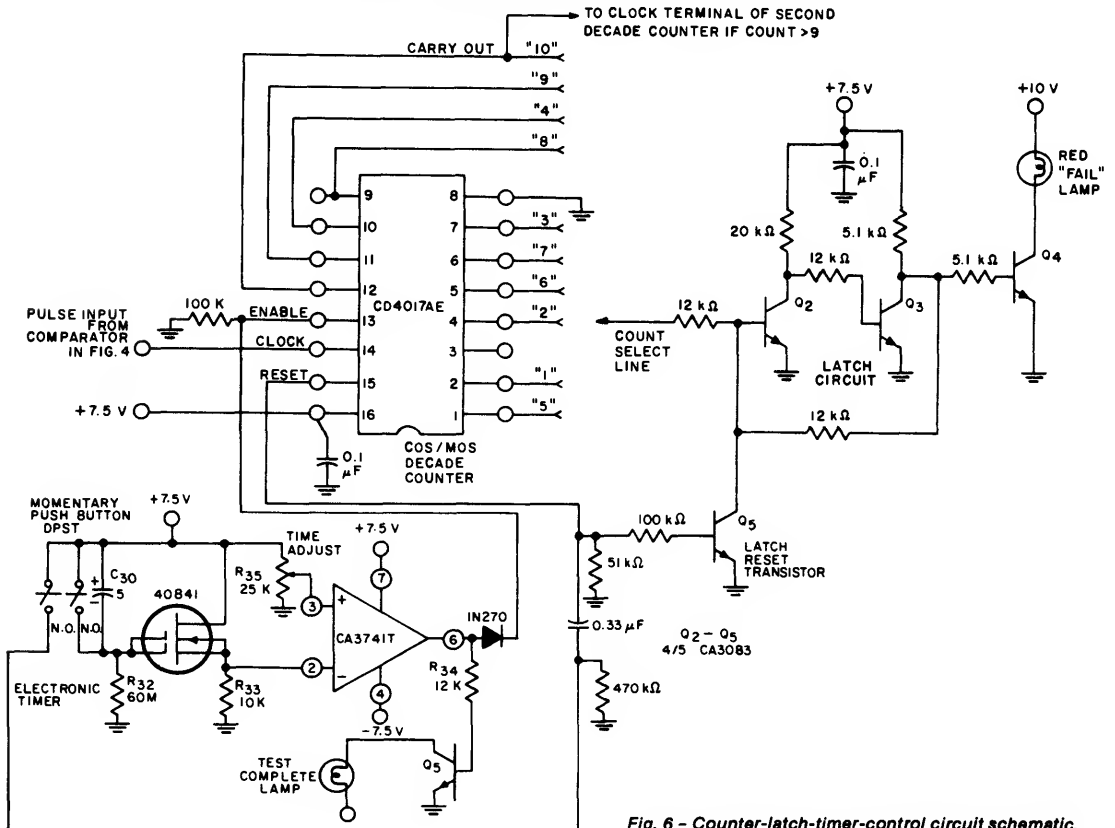 TO CLOCK TERMINAL OF SECOND
DECADE COUNTER IF COUNT >9
CARRY OUT
"10"
"9"
"4"
"8"
+7.5 V
+10 V
RED
"FAIL"
LAMP
0.1
µF
20 kΩ
5.1 kΩ
12 kΩ
5.1 kΩ
Q4
Q2
Q3
12 kΩ
COUNT
SELECT
LINE
LATCH
CIRCUIT
12 kΩ
9
8
10
7
"3"
11
6
"7"
12
5
"6"
CD4017AE
100 K
ENABLE
13
4
"2"
PULSE INPUT
FROM
COMPARATOR
IN FIG. 4
CLOCK
14
3
RESET
15
2
"1"
+7.5 V
16
1
"5"
0.1
µF
COS/MOS
DECADE
COUNTER
MOMENTARY
PUSH BUTTON
DPST
+7.5 V
TIME
ADJUST
+7.5 V
C30
5
+
-
40841
R35
25 K
3
+
7
CA3741T
6
1N270
2
-
4
N.O.
N.O.
ELECTRONIC
TIMER
R32
60M
R33
10K
R34
12 K
-7.5 V
TEST
COMPLETE
LAMP
Q5
100 kΩ
Q5
51 kΩ
LATCH
RESET
TRANSISTOR
0.33 µF
Q2 – Q5
4/5 CA3083
470 kΩ
Fig. 6 – Counter-latch-timer-control circuit schematic